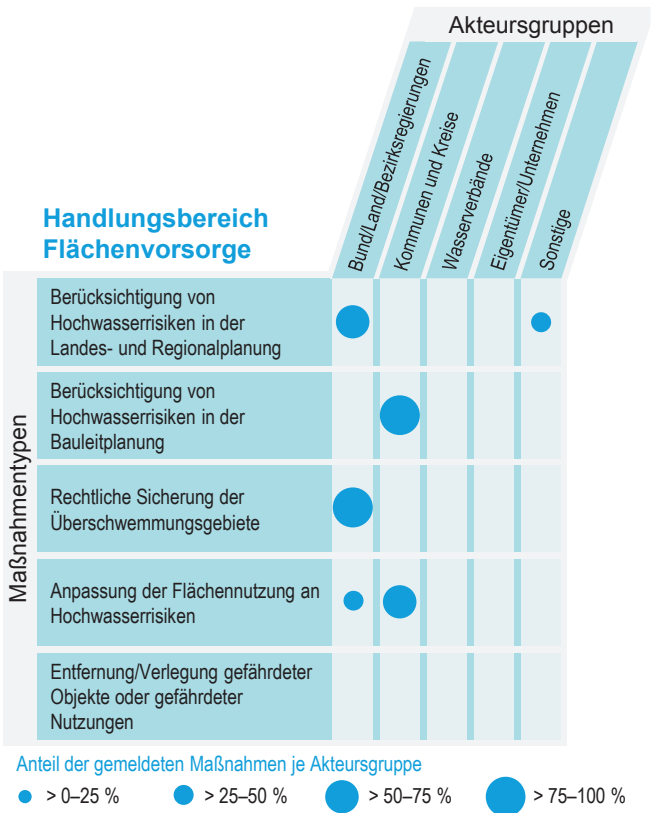 Akteursgruppen
Bund/Land/Bezirksregierungen
Kommunen und Kreise
Wasserverbände
Eigentümer/Unternehmen
Sonstige
Handlungsbereich
Flächenvorsorge
Maßnahmentypen
Berücksichtigung von
Hochwasserrisiken in der
Landes- und Regionalplanung
Berücksichtigung von
Hochwasserrisiken in der
Bauleitplanung
Rechtliche Sicherung der
Überschwemmungsgebiete
Anpassung der Flächennutzung an
Hochwasserrisiken
Entfernung/Verlegung gefährdeter
Objekte oder gefährdeter
Nutzungen
Anteil der gemeldeten Maßnahmen je Akteursgruppe
> 0–25 % > 25–50 % > 50–75 % > 75–100 %